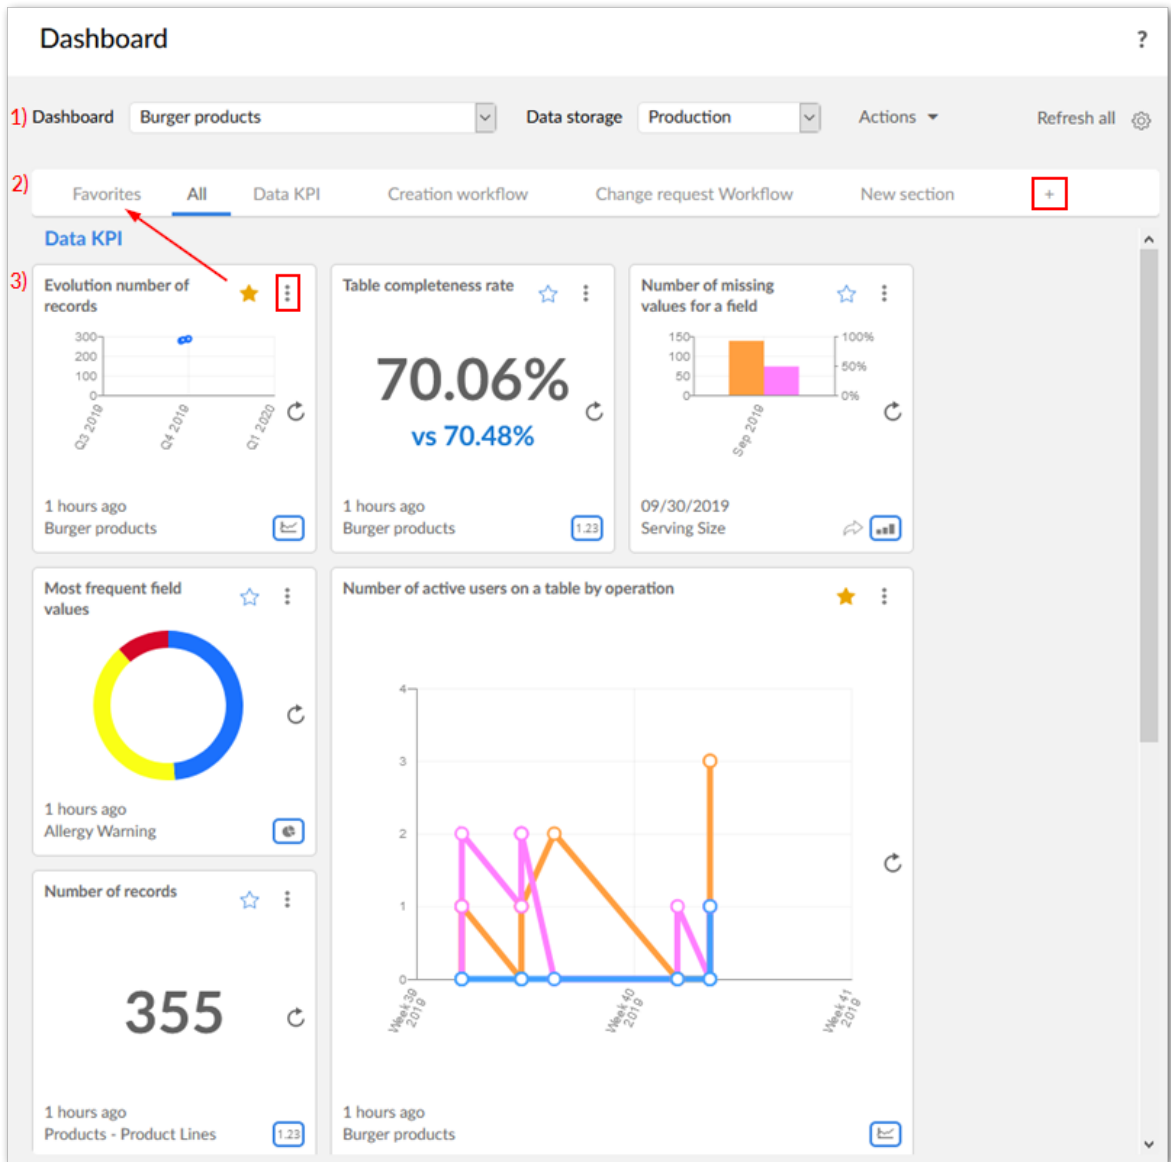 Dashboard
?
1) Dashboard Burger products Data storage Production Actions Refresh all
2) Favorites All Data KPI Creation workflow Change request Workflow New section +
Data KPI
3) Evolution number of
records
300
200
100
0
Q3 2019
Q4 2019
Q1 2020
1 hours ago
Burger products
Table completeness rate
70.06%
vs 70.48%
1 hours ago
Burger products
1.23
Number of missing
values for a field
150
100
50
0
100%
50%
0%
Sep 2019
09/30/2019
Serving Size
Most frequent field
values
1 hours ago
Allergy Warning
Number of active users on a table by operation
4
3
2
1
0
Week 39
2019
Week 40
2019
Week 41
2019
1 hours ago
Burger products
Number of records
355
1 hours ago
Products - Product Lines
1.23